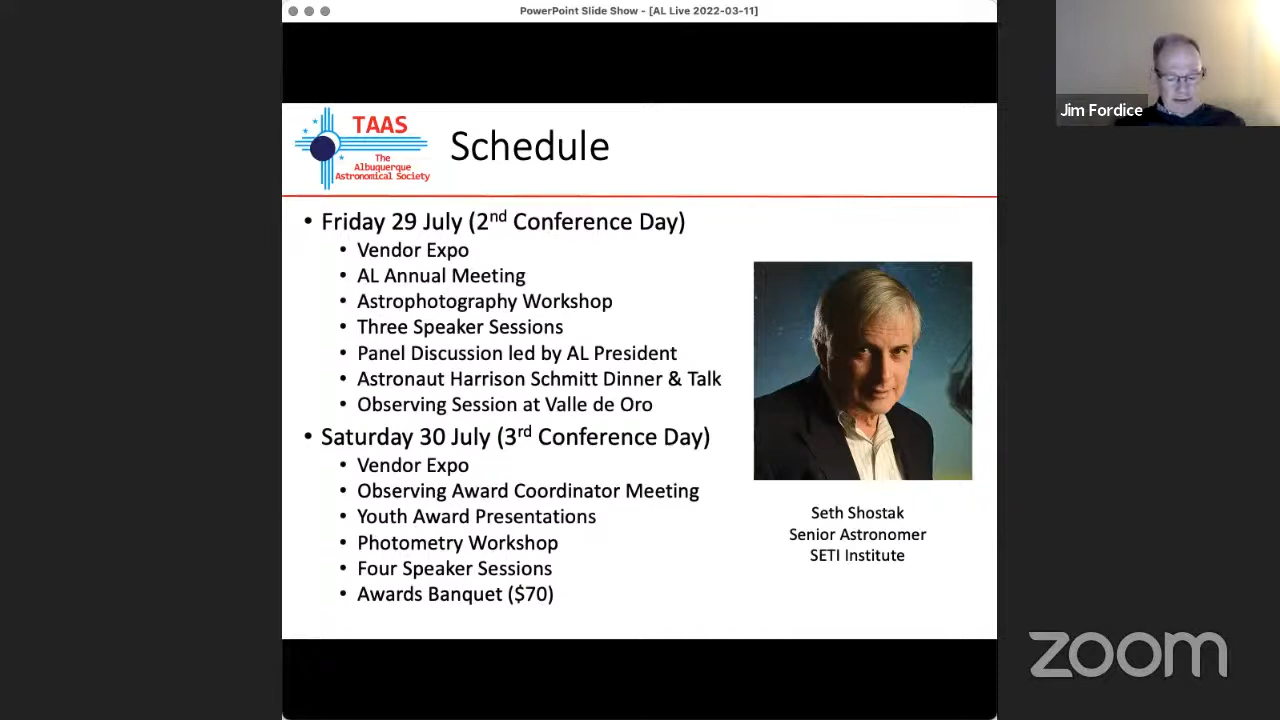 PowerPoint Slide Show - [AL Live 2022-03-11]
Jim Fordice
TAAS
The
Albuquerque
Astronomical Society
Schedule
• Friday 29 July (2nd Conference Day)
• Vendor Expo
• AL Annual Meeting
• Astrophotography Workshop
• Three Speaker Sessions
• Panel Discussion led by AL President
• Astronaut Harrison Schmitt Dinner & Talk
• Observing Session at Valle de Oro
• Saturday 30 July (3rd Conference Day)
• Vendor Expo
• Observing Award Coordinator Meeting
• Youth Award Presentations
• Photometry Workshop
• Four Speaker Sessions
• Awards Banquet ($70)
Seth Shostak
Senior Astronomer
SETI Institute
zoom